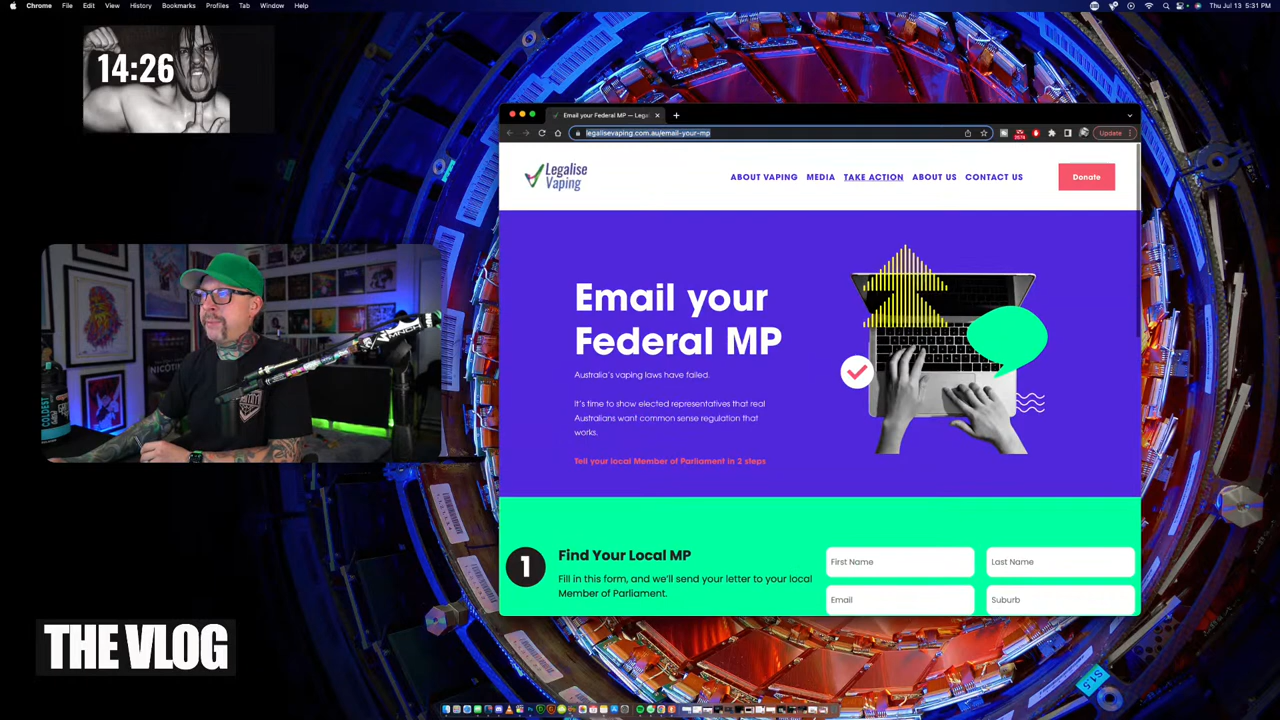 Chrome File Edit View History Bookmarks Profiles Tab Window Help
Thu Jul 13 5:31 PM
14:26
Email your Federal MP — Lega
legalisevaping.com.au/email-your-mp
Update
Legalise
Vaping
ABOUT VAPING MEDIA TAKE ACTION ABOUT US CONTACT US
Donate
Email your
Federal MP
Australia's vaping laws have failed.
It's time to show elected representatives that real
Australians want common sense regulation that
works.
Tell your local Member of Parliament in 2 steps
1
Find Your Local MP
Fill in this form, and we'll send your letter to your local
Member of Parliament.
First Name
Last Name
Email
Suburb
COLDEST
NICOTIN
THE VLOG
S1.5